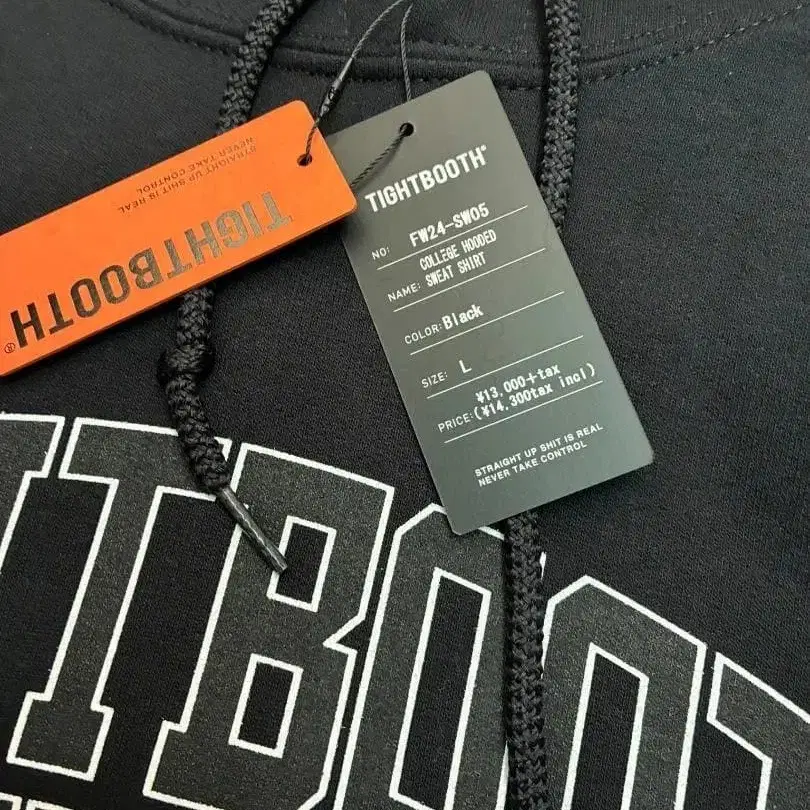 STRAIGHT UP SHIT IS REAL
NEVER TAKE CONTROL
TIGHTBOOTH®
TIGHTBOOTH®
NO: FW24-SW05
NAME: COLLEGE HOODED
SWEAT SHIRT
COLOR: Black
SIZE: L
¥13,000+tax
PRICE: (¥14,300tax incl)
STRAIGHT UP SHIT IS REAL
NEVER TAKE CONTROL
TBOOT